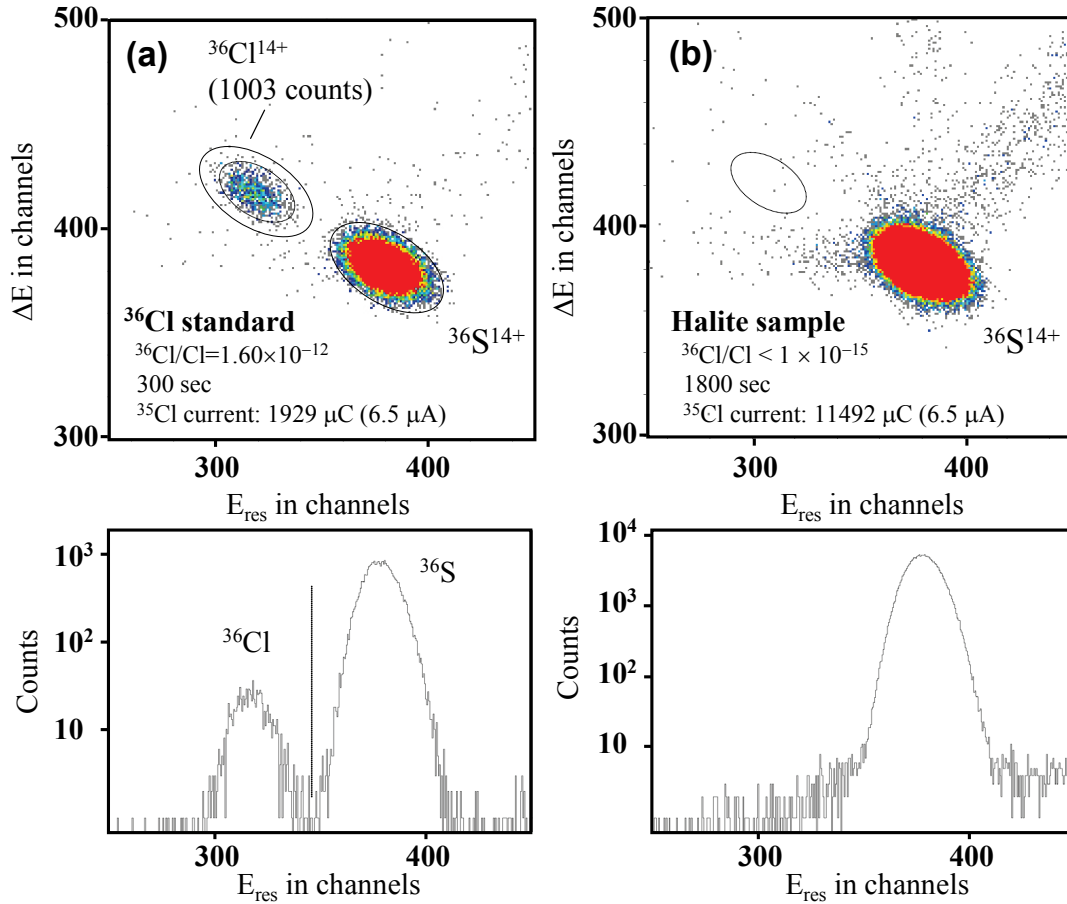 (a)
³⁶Cl¹⁴⁺
(1003 counts)
500
400
300
ΔE in channels
³⁶Cl standard
³⁶Cl/Cl=1.60×10⁻¹²
300 sec
³⁵Cl current: 1929 μC (6.5 μA)
³⁶S¹⁴⁺
300
400
E_res in channels
(b)
500
400
300
ΔE in channels
Halite sample
³⁶Cl/Cl < 1 × 10⁻¹⁵
1800 sec
³⁵Cl current: 11492 μC (6.5 μA)
³⁶S¹⁴⁺
300
400
E_res in channels
10³
10²
10
Counts
³⁶Cl
³⁶S
300
400
E_res in channels
10⁴
10³
10²
10
Counts
300
400
E_res in channels